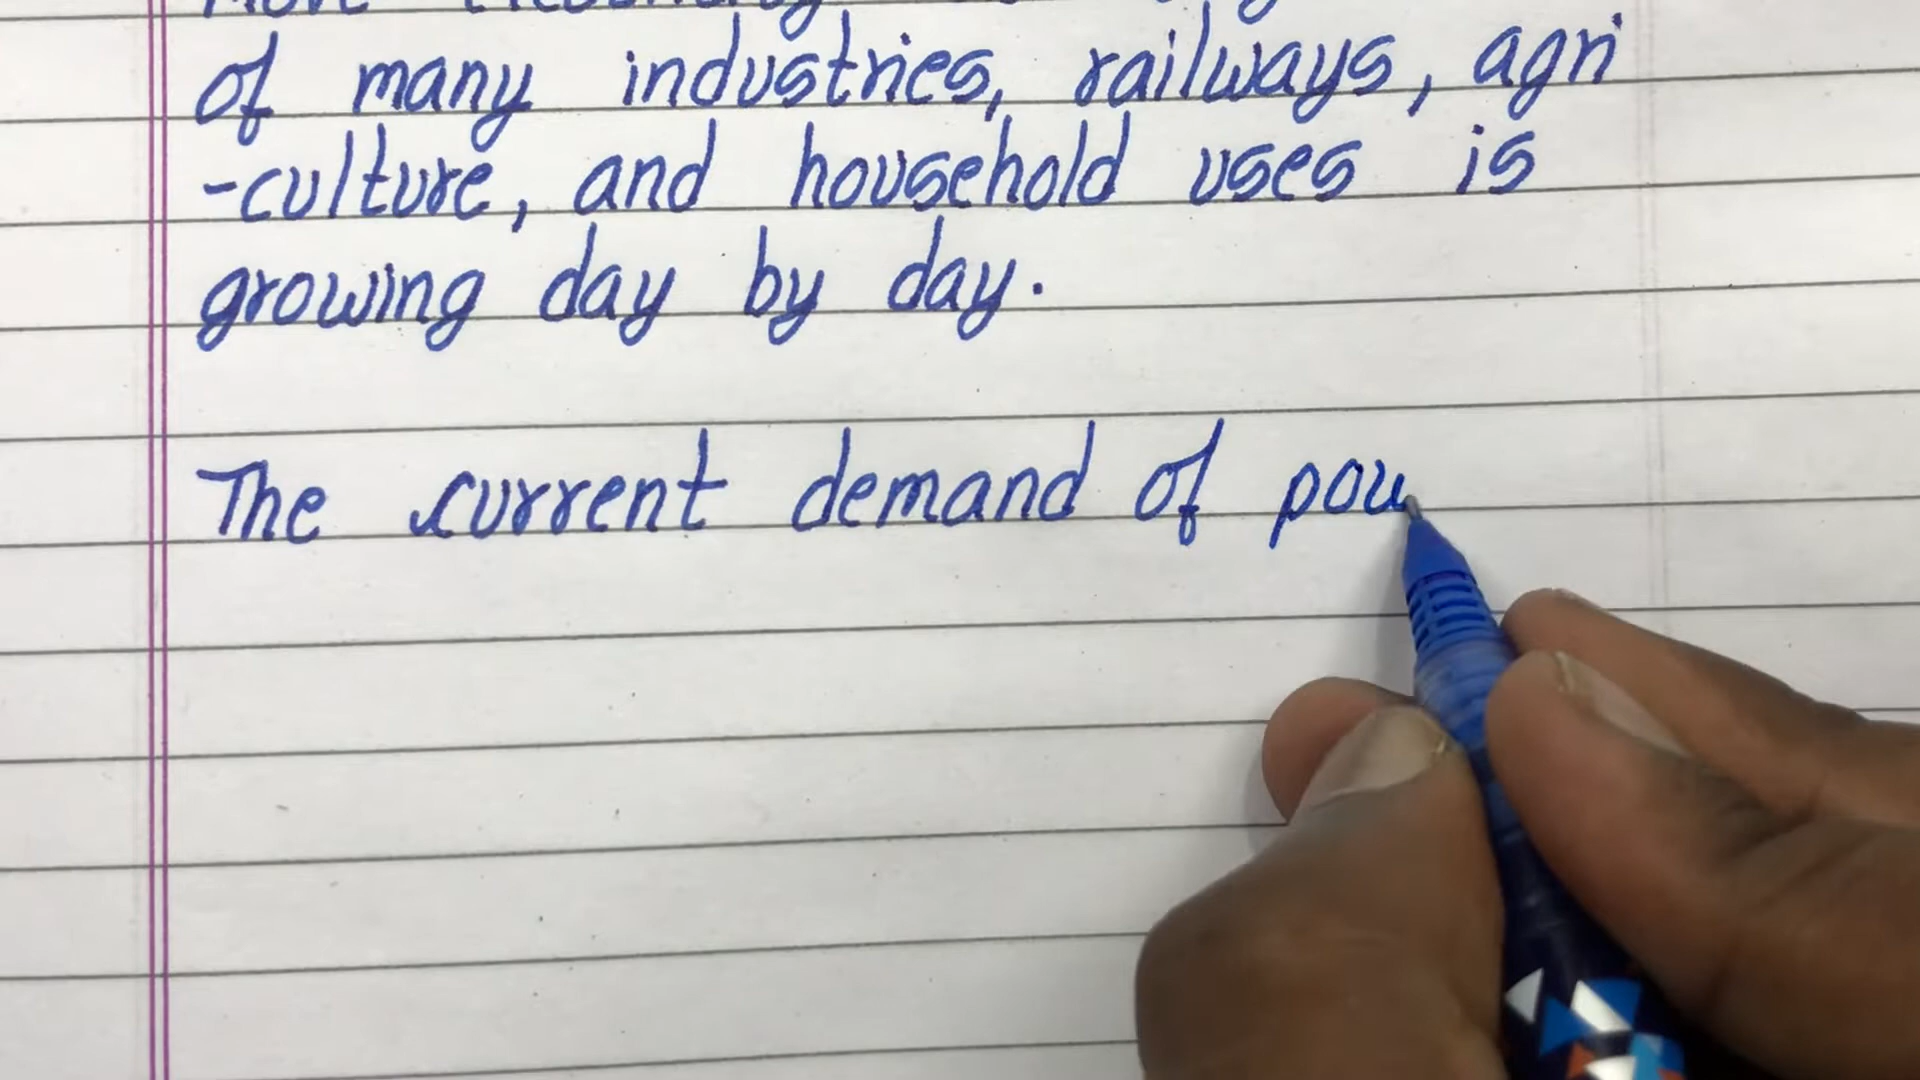 of many industries, railways, agri
-culture, and household uses is
growing day by day.
The current demand of pow